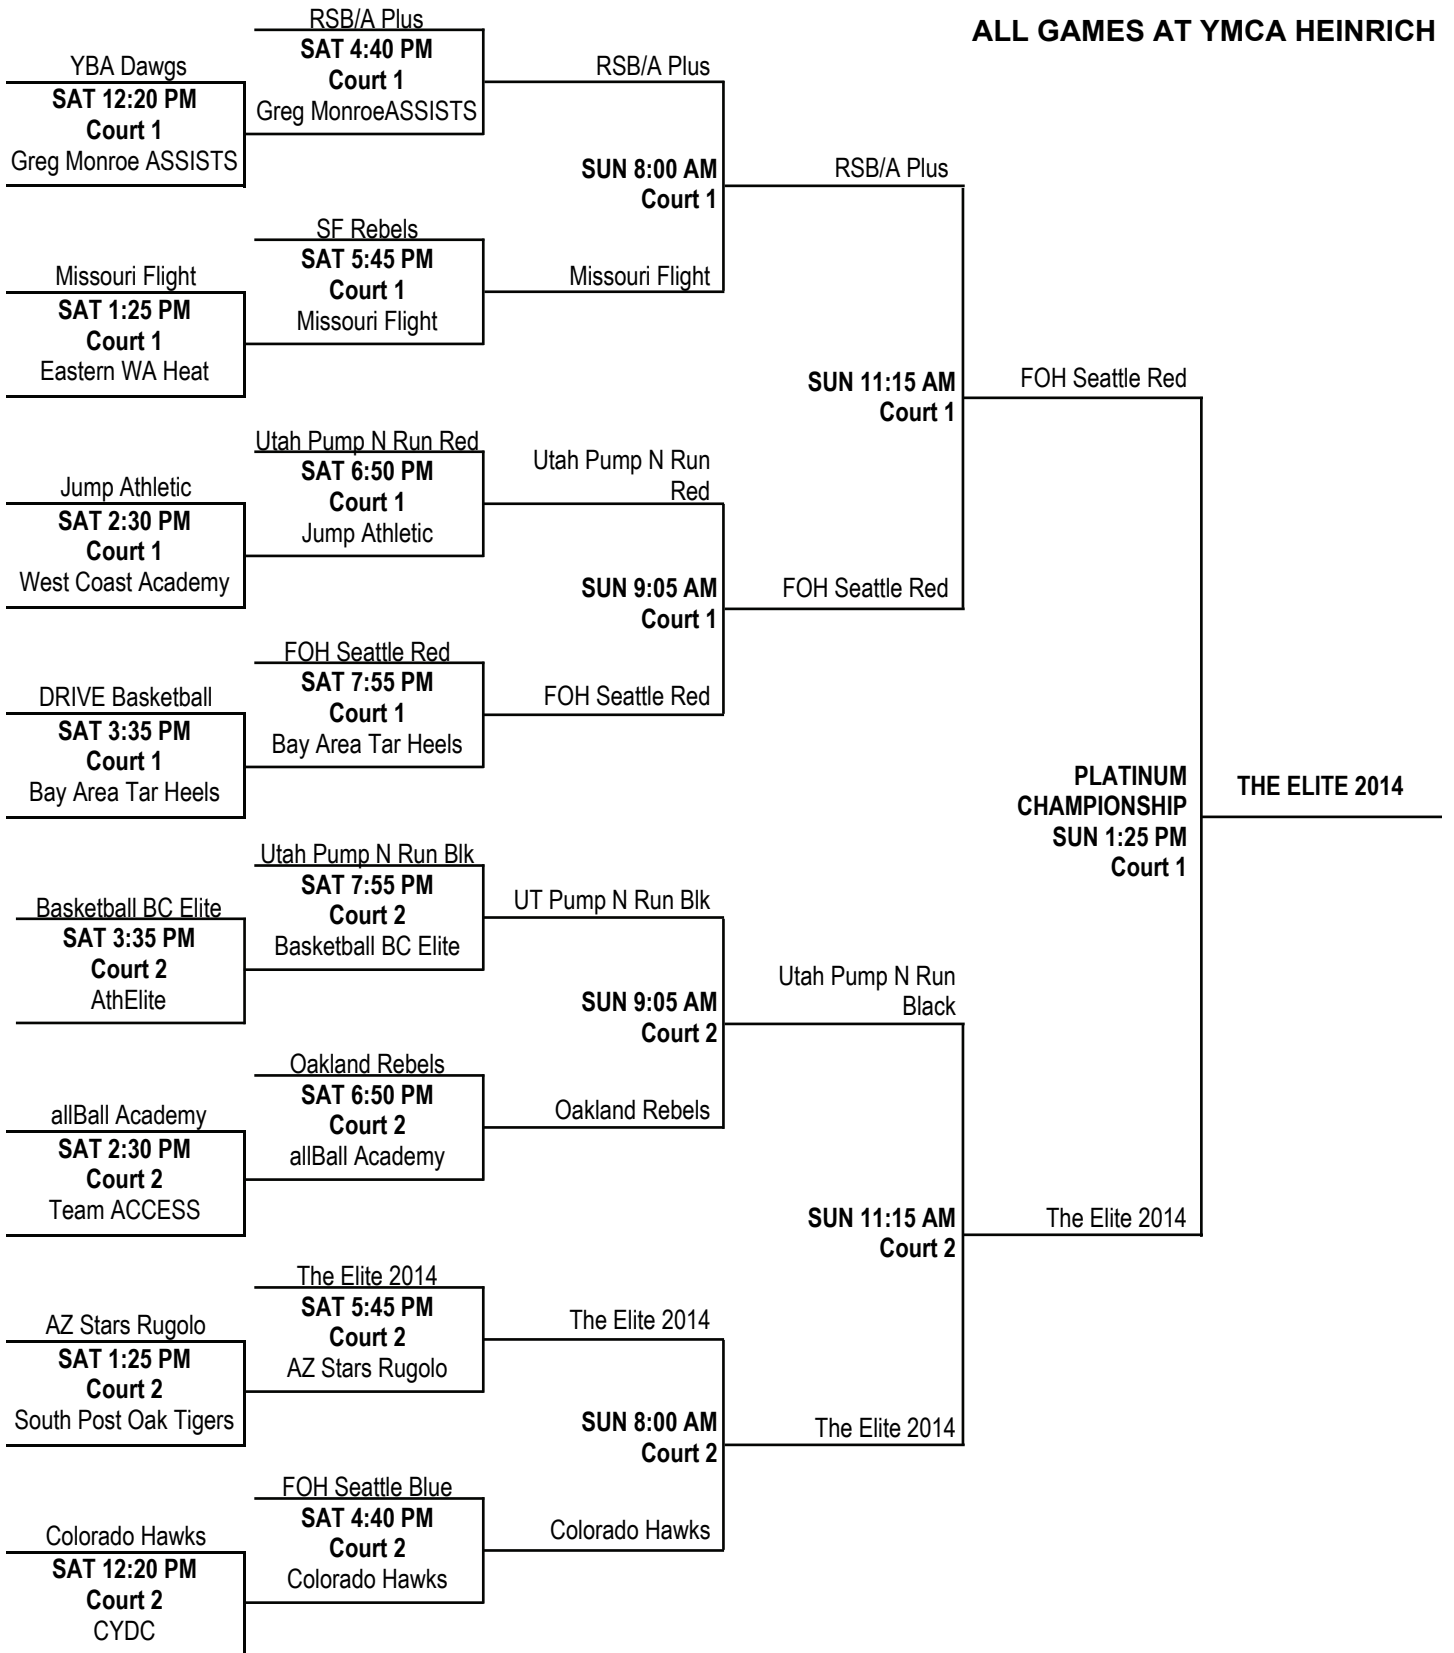 ALL GAMES AT YMCA HEINRICH
YBA Dawgs
SAT 12:20 PM
Court 1
Greg Monroe ASSISTS
Missouri Flight
SAT 1:25 PM
Court 1
Eastern WA Heat
Jump Athletic
SAT 2:30 PM
Court 1
West Coast Academy
DRIVE Basketball
SAT 3:35 PM
Court 1
Bay Area Tar Heels
Basketball BC Elite
SAT 3:35 PM
Court 2
AthElite
allBall Academy
SAT 2:30 PM
Court 2
Team ACCESS
AZ Stars Rugolo
SAT 1:25 PM
Court 2
South Post Oak Tigers
Colorado Hawks
SAT 12:20 PM
Court 2
CYDC
RSB/A Plus
SAT 4:40 PM
Court 1
Greg MonroeASSISTS
SF Rebels
SAT 5:45 PM
Court 1
Missouri Flight
Utah Pump N Run Red
SAT 6:50 PM
Court 1
Jump Athletic
FOH Seattle Red
SAT 7:55 PM
Court 1
Bay Area Tar Heels
Utah Pump N Run Blk
SAT 7:55 PM
Court 2
Basketball BC Elite
Oakland Rebels
SAT 6:50 PM
Court 2
allBall Academy
The Elite 2014
SAT 5:45 PM
Court 2
AZ Stars Rugolo
FOH Seattle Blue
SAT 4:40 PM
Court 2
Colorado Hawks
RSB/A Plus
SUN 8:00 AM
Court 1
Missouri Flight
Utah Pump N Run
Red
SUN 9:05 AM
Court 1
FOH Seattle Red
UT Pump N Run Blk
SUN 9:05 AM
Court 2
Oakland Rebels
The Elite 2014
SUN 8:00 AM
Court 2
Colorado Hawks
RSB/A Plus
SUN 11:15 AM
Court 1
FOH Seattle Red
Utah Pump N Run
Black
SUN 11:15 AM
Court 2
The Elite 2014
FOH Seattle Red
PLATINUM
CHAMPIONSHIP
SUN 1:25 PM
Court 1
The Elite 2014
THE ELITE 2014